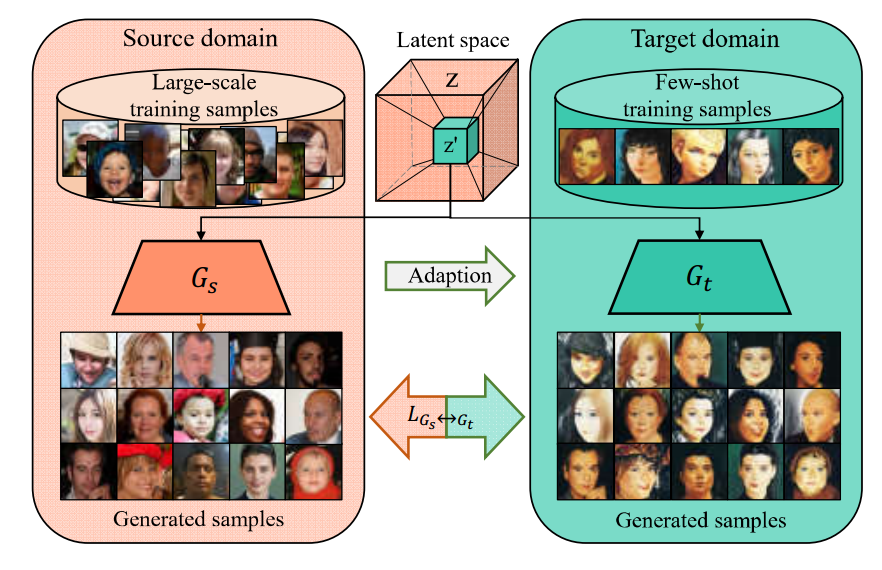 Source domain
Large-scale
training samples
Latent space
z
z'
Target domain
Few-shot
training samples
G_s
Adaption
G_t
L_{G_s↔G_t}
Generated samples
Generated samples